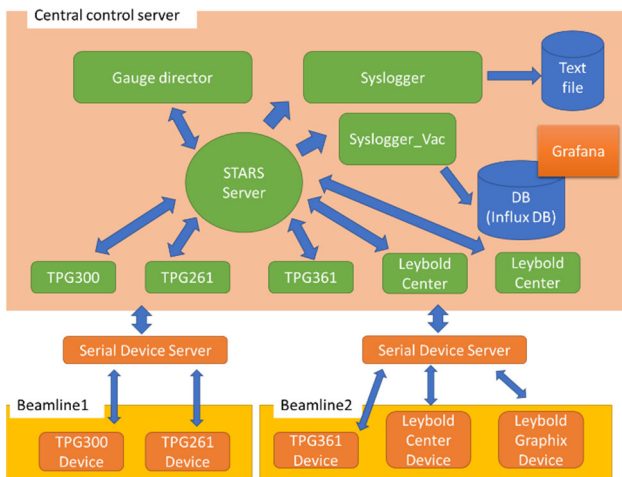 Central control server
Gauge director
Syslogger
Text
file
Syslogger_Vac
Grafana
STARS
Server
DB
(Influx DB)
TPG300
TPG261
TPG361
Leybold
Center
Leybold
Center
Serial Device Server
Serial Device Server
Beamline1
Beamline2
TPG300
Device
TPG261
Device
TPG361
Device
Leybold
Center
Device
Leybold
Graphix
Device